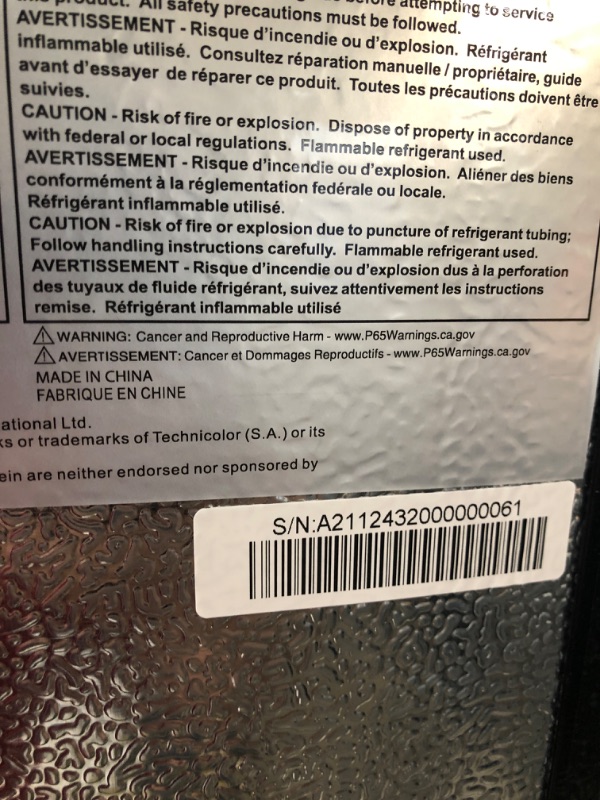 this product. All safety precautions must be followed. before attempting to service
AVERTISSEMENT - Risque d'incendie ou d'explosion. Réfrigérant
inflammable utilisé. Consultez réparation manuelle / propriétaire, guide
avant d'essayer de réparer ce produit. Toutes les précautions doivent être
suivies.
CAUTION - Risk of fire or explosion. Dispose of property in accordance
with federal or local regulations. Flammable refrigerant used.
AVERTISSEMENT - Risque d'incendie ou d'explosion. Aliéner des biens
conformément à la réglementation fedérale ou locale.
Réfrigérant inflammable utilisé.
CAUTION - Risk of fire or explosion due to puncture of refrigerant tubing;
Follow handling instructions carefully. Flammable refrigerant used.
AVERTISSEMENT - Risque d'incendie ou d'explosion dus à la perforation
des tuyaux de fluide réfrigérant, suivez attentivement les instructions
remise. Réfrigérant inflammable utilisé
WARNING: Cancer and Reproductive Harm - www.P65Warnings.ca.gov
AVERTISSEMENT: Cancer et Dommages Reproductifs - www.P65Warnings.ca.gov
MADE IN CHINA
FABRIQUE EN CHINE
ational Ltd.
ks or trademarks of Technicolor (S.A.) or its
ein are neither endorsed nor sponsored by
S/N:A2112432000000061